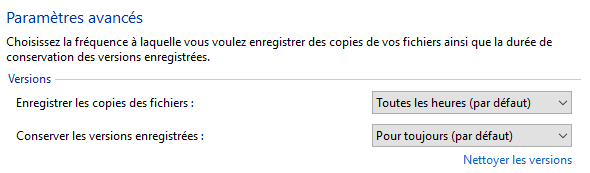 Paramètres avancés
Choisissez la fréquence à laquelle vous voulez enregistrer des copies de vos fichiers ainsi que la durée de
conservation des versions enregistrées.
Versions
Enregistrer les copies des fichiers : Toutes les heures (par défaut)
Conserver les versions enregistrées : Pour toujours (par défaut)
Nettoyer les versions